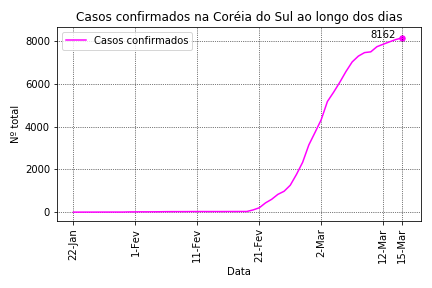 Casos confirmados na Coréia do Sul ao longo dos dias
Casos confirmados
8162
Nº total
8000
6000
4000
2000
0
22-Jan
1-Fev
11-Fev
21-Fev
2-Mar
12-Mar
15-Mar
Data